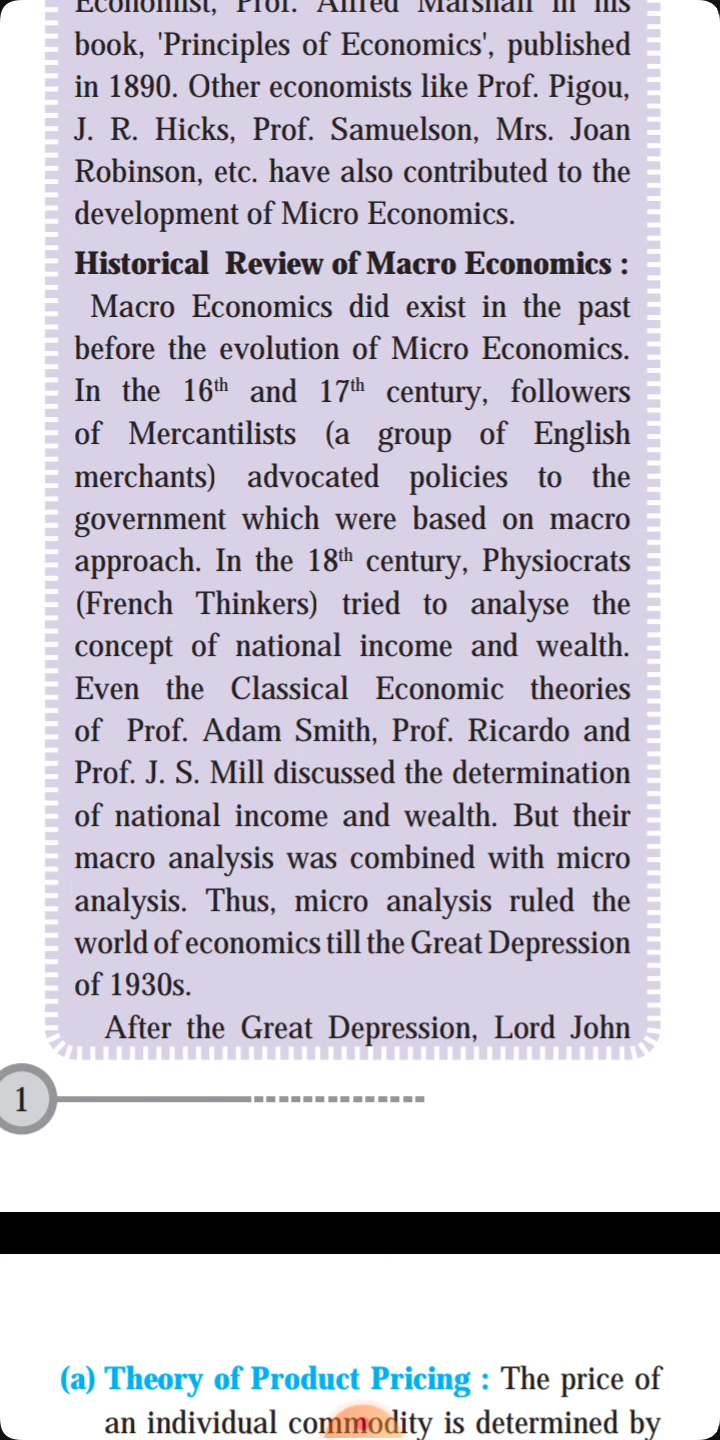 Economist, Prof. Alfred Marshall in his
book, 'Principles of Economics', published
in 1890. Other economists like Prof. Pigou,
J. R. Hicks, Prof. Samuelson, Mrs. Joan
Robinson, etc. have also contributed to the
development of Micro Economics.
Historical Review of Macro Economics :
Macro Economics did exist in the past
before the evolution of Micro Economics.
In the 16th and 17th century, followers
of Mercantilists (a group of English
merchants) advocated policies to the
government which were based on macro
approach. In the 18th century, Physiocrats
(French Thinkers) tried to analyse the
concept of national income and wealth.
Even the Classical Economic theories
of Prof. Adam Smith, Prof. Ricardo and
Prof. J. S. Mill discussed the determination
of national income and wealth. But their
macro analysis was combined with micro
analysis. Thus, micro analysis ruled the
world of economics till the Great Depression
of 1930s.
After the Great Depression, Lord John
1
(a) Theory of Product Pricing : The price of
an individual commodity is determined by